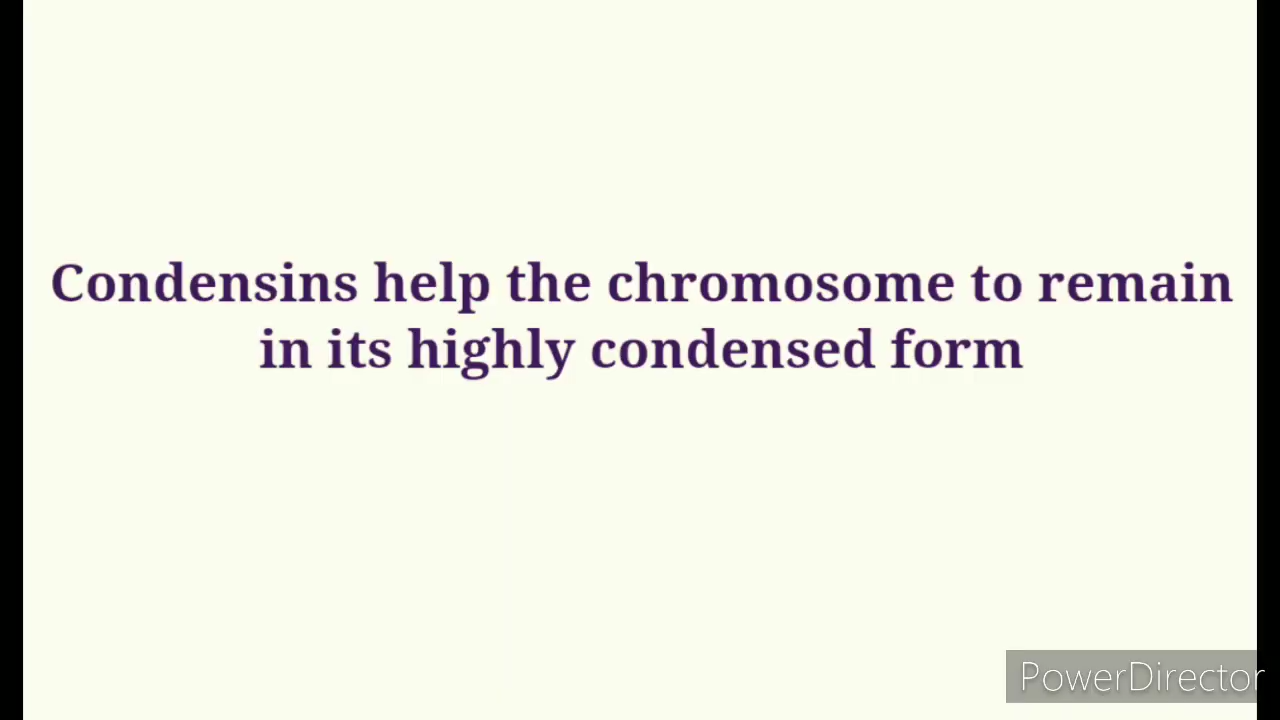 Condensins help the chromosome to remain
in its highly condensed form
PowerDirector